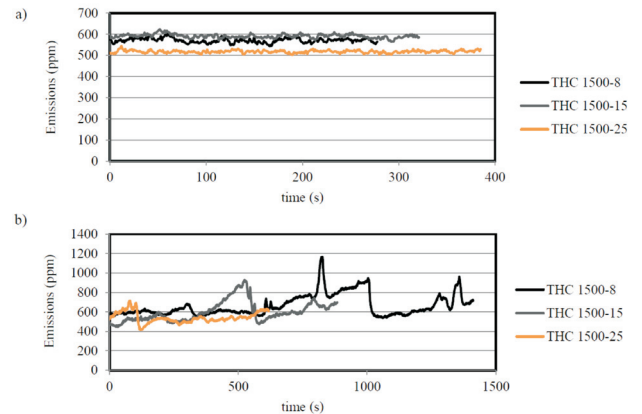 a)
700
600
500
400
300
200
100
0
Emissions (ppm)
0 100 200 300 400
time (s)
THC 1500-8
THC 1500-15
THC 1500-25
b)
1400
1200
1000
800
600
400
200
0
Emissions (ppm)
0 500 1000 1500
time (s)
THC 1500-8
THC 1500-15
THC 1500-25